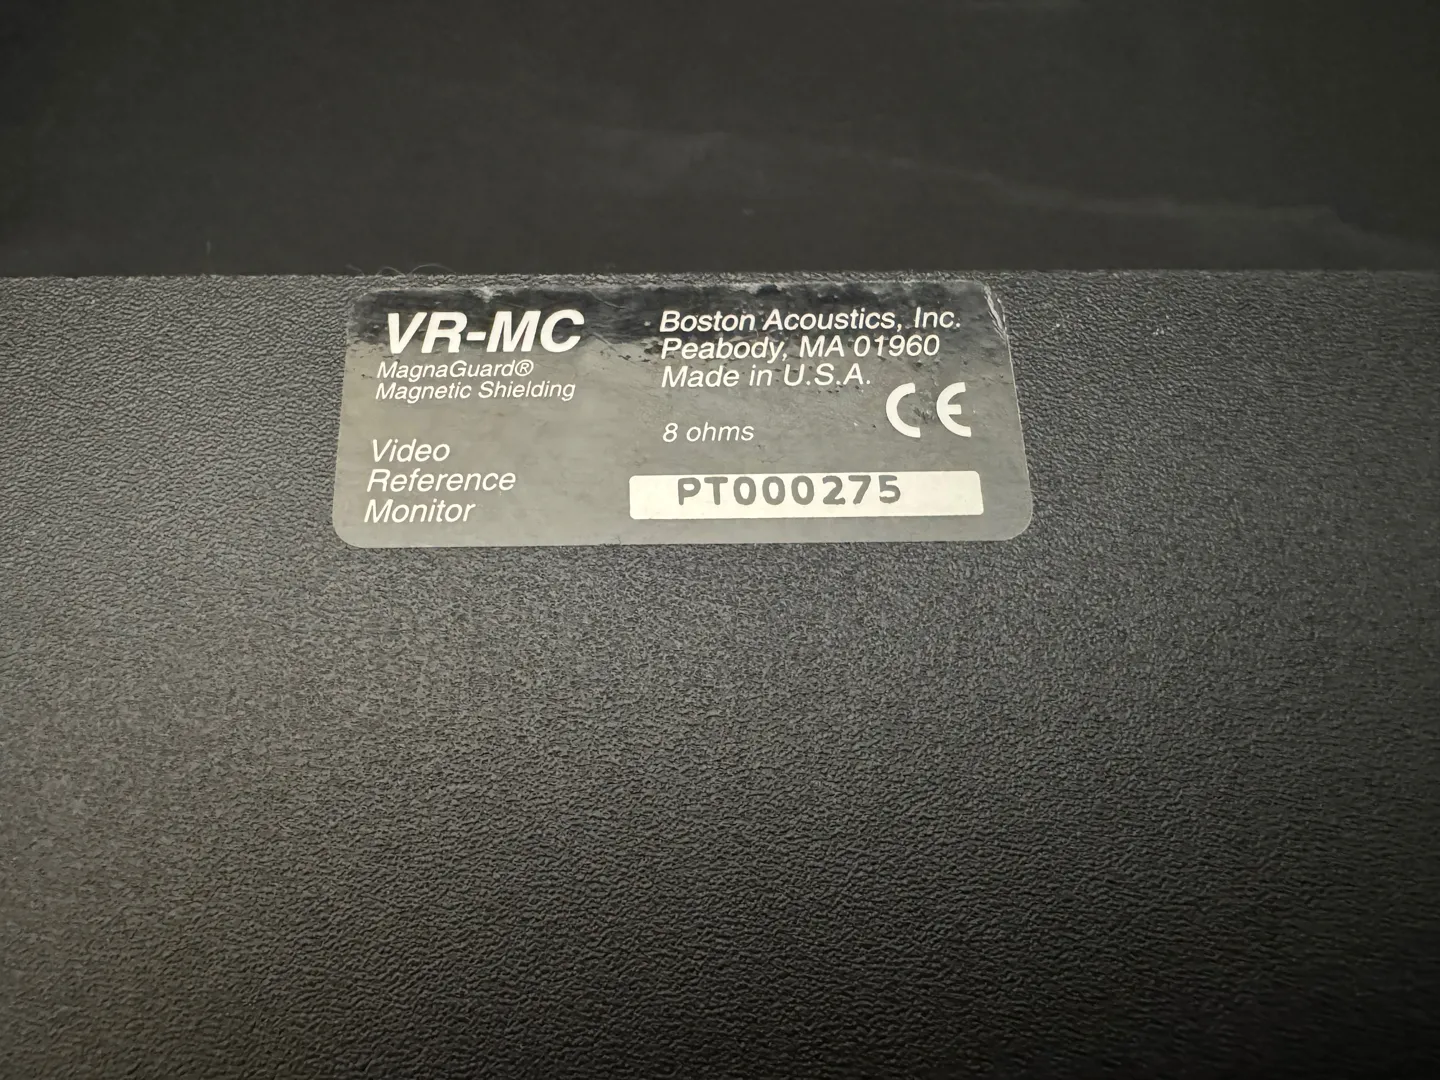 VR-MC
MagnaGuard®
Magnetic Shielding
Video
Reference
Monitor
Boston Acoustics, Inc.
Peabody, MA 01960
Made in U.S.A.
CE
8 ohms
PT000275